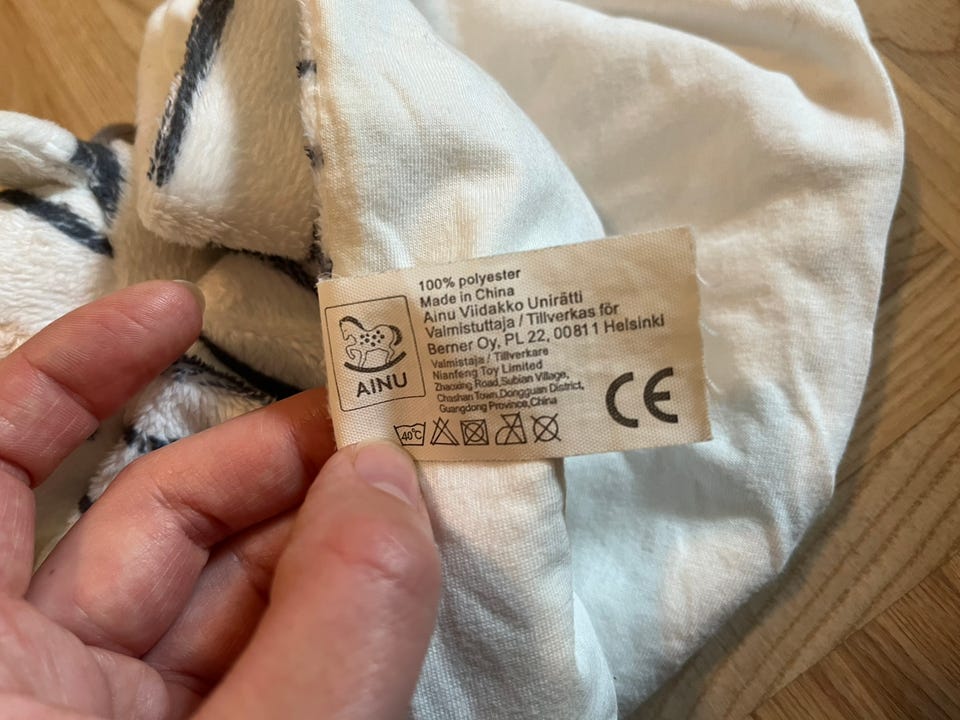 100% polyester
Made in China
Ainu Viidakko Unirätti
Valmistuttaja / Tillverkas för
Berner Oy, PL 22, 00811 Helsinki
Valmistaja / Tillverkare
Nianfeng Toy Limited
Zhaoxing Road,Subian Village,
Chashan Town,Dongguan District,
Guangdong Province,China
AINU
CE
40°C